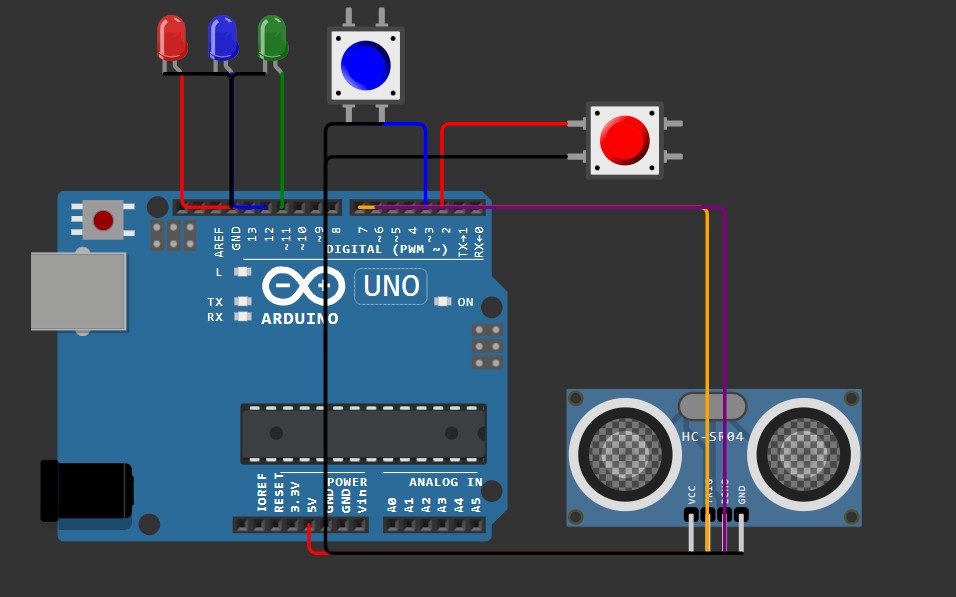 AREF
GND
13
12
~11
~10
~9
8
7
~6
~5
4
~3
2
TX→1
RX←0
DIGITAL (PWM ~)
L
TX
RX
UNO
ON
ARDUINO
HC-SR04
VCC
TRIG
ECHO
GND
POWER
ANALOG IN
IOREF
RESET
3.3V
5V
GND
GND
Vin
A0
A1
A2
A3
A4
A5